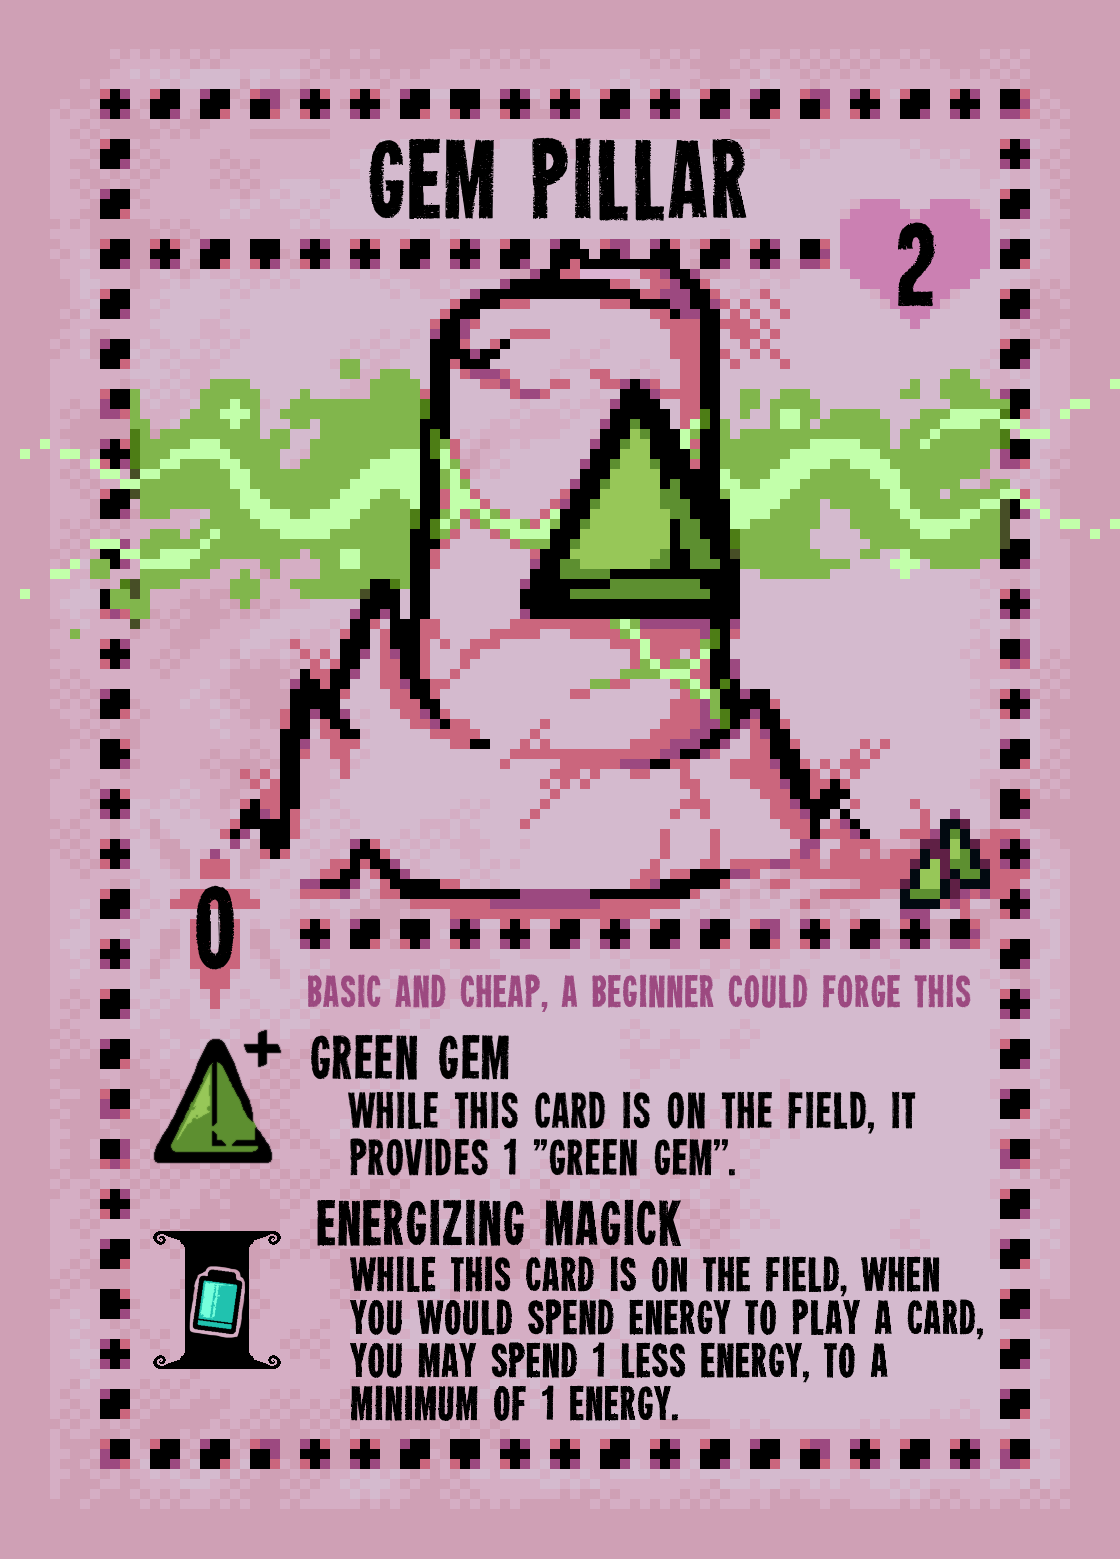 GEM PILLAR
2
0
BASIC AND CHEAP, A BEGINNER COULD FORGE THIS
+
GREEN GEM
WHILE THIS CARD IS ON THE FIELD, IT
PROVIDES 1 "GREEN GEM".
ENERGIZING MAGICK
WHILE THIS CARD IS ON THE FIELD, WHEN
YOU WOULD SPEND ENERGY TO PLAY A CARD,
YOU MAY SPEND 1 LESS ENERGY, TO A
MINIMUM OF 1 ENERGY.